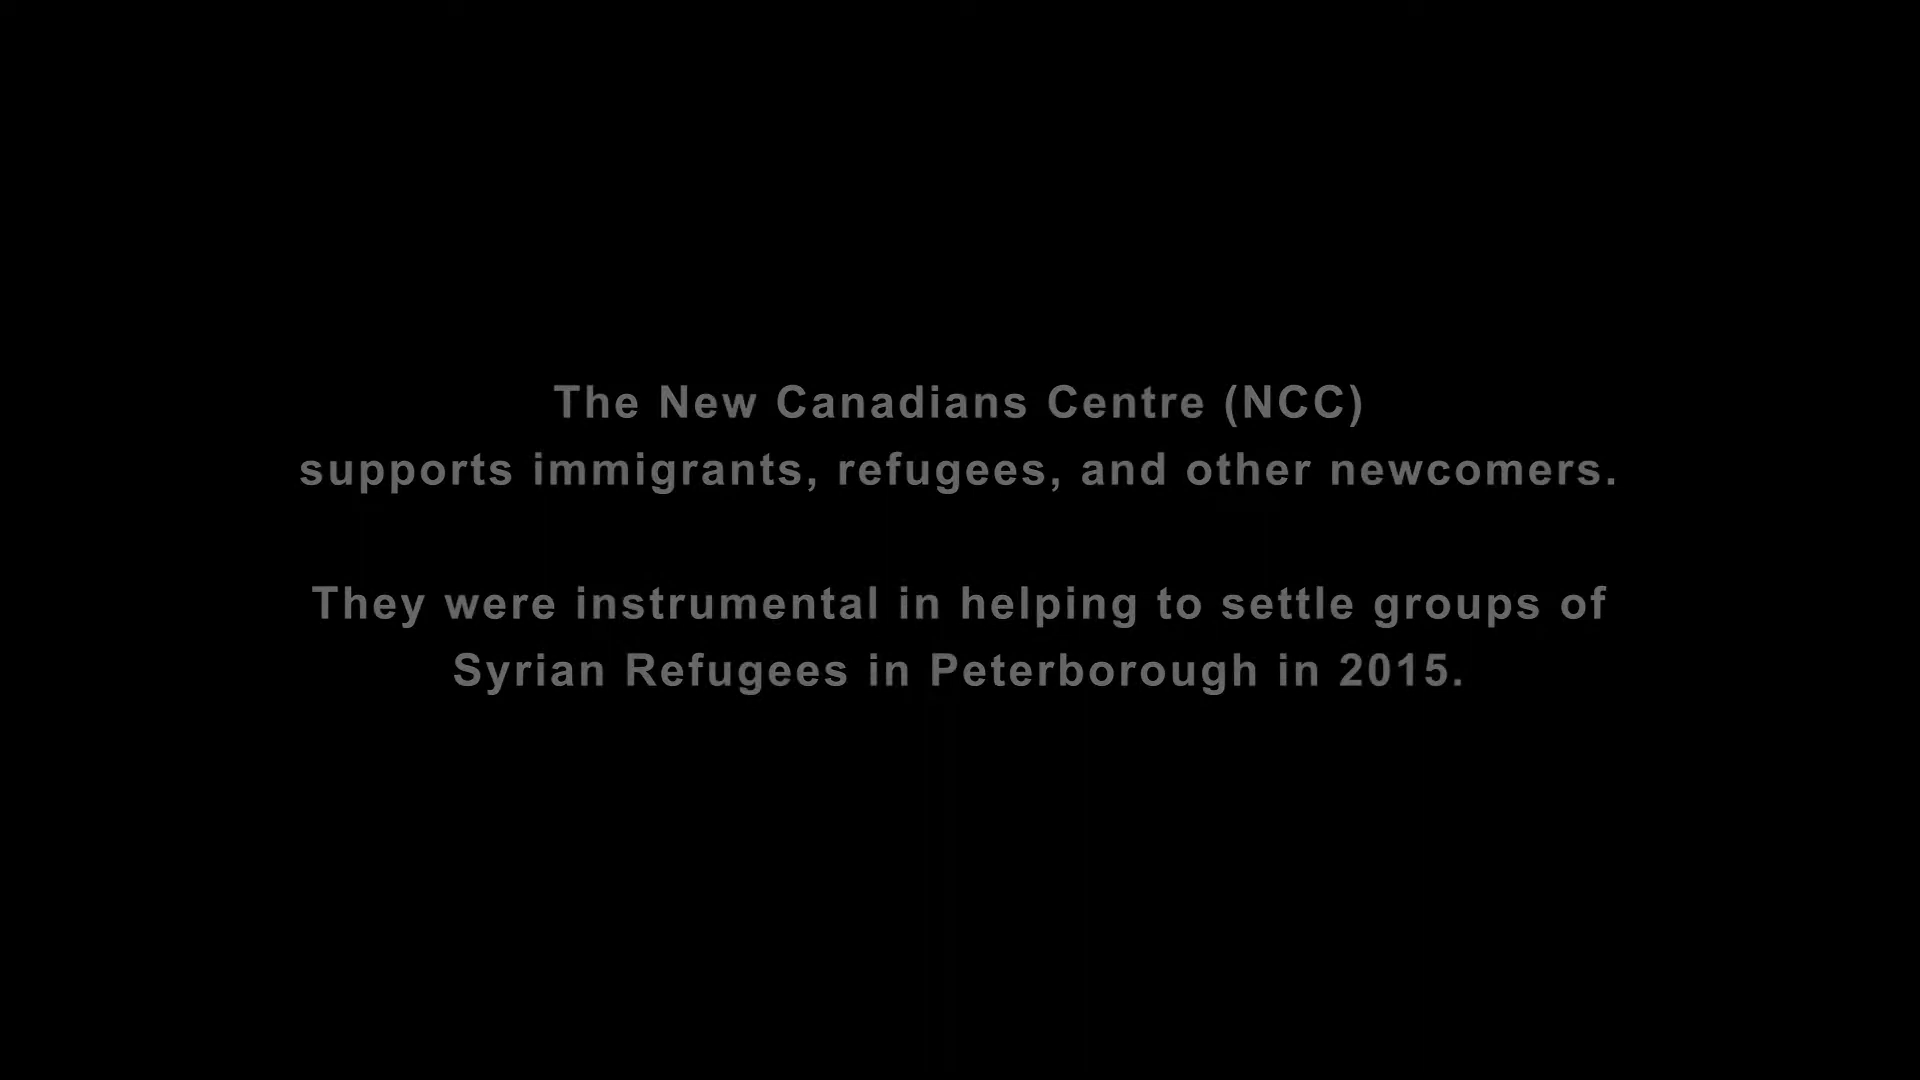 The New Canadians Centre (NCC)
supports immigrants, refugees, and other newcomers.
They were instrumental in helping to settle groups of
Syrian Refugees in Peterborough in 2015.